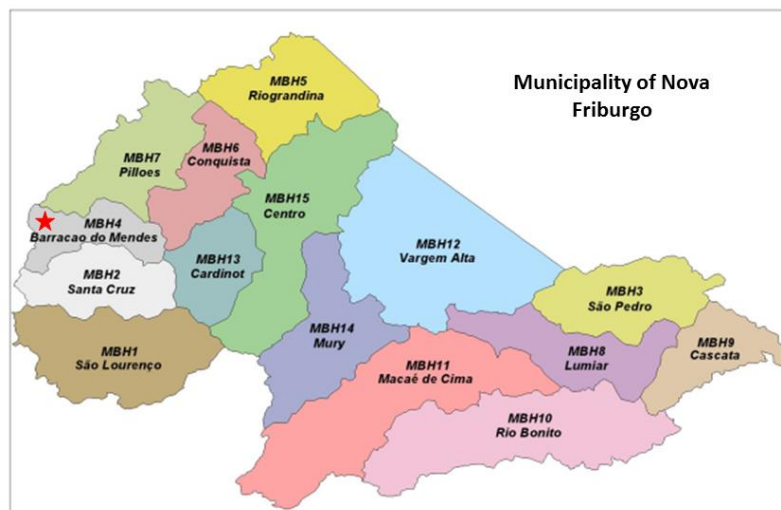 Municipality of Nova
Friburgo
MBH5
Riograndina
MBH7
Pilloes
MBH6
Conquista
MBH15
Centro
MBH4
Barracao do Mendes
MBH13
Cardinot
MBH12
Vargem Alta
MBH2
Santa Cruz
MBH3
São Pedro
MBH14
Mury
MBH1
São Lourenço
MBH8
Lumiar
MBH9
Cascata
MBH11
Macaé de Cima
MBH10
Rio Bonito